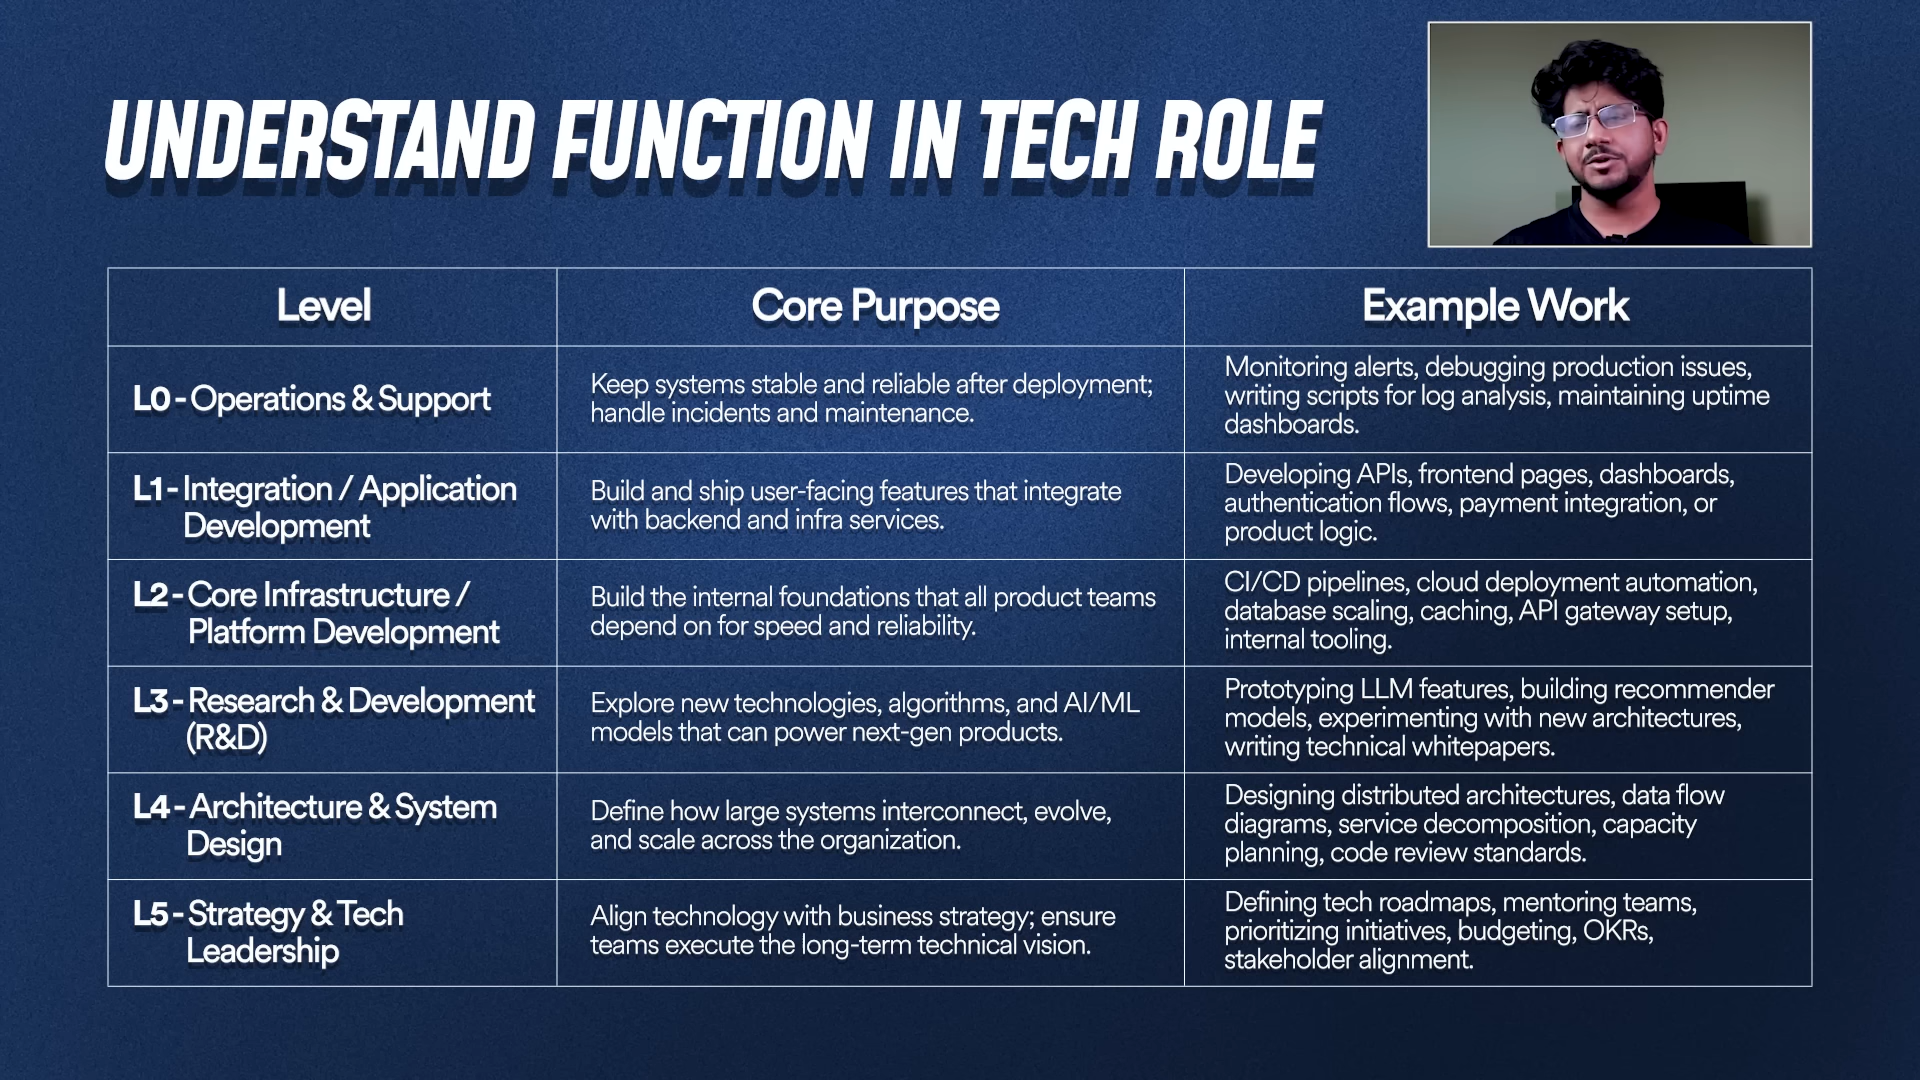 UNDERSTAND FUNCTION IN TECH ROLE
Level
Core Purpose
Example Work
L0 - Operations & Support
Keep systems stable and reliable after deployment;
handle incidents and maintenance.
Monitoring alerts, debugging production issues,
writing scripts for log analysis, maintaining uptime
dashboards.
L1 - Integration / Application
Development
Build and ship user-facing features that integrate
with backend and infra services.
Developing APIs, frontend pages, dashboards,
authentication flows, payment integration, or
product logic.
L2 - Core Infrastructure /
Platform Development
Build the internal foundations that all product teams
depend on for speed and reliability.
CI/CD pipelines, cloud deployment automation,
database scaling, caching, API gateway setup,
internal tooling.
L3 - Research & Development
(R&D)
Explore new technologies, algorithms, and AI/ML
models that can power next-gen products.
Prototyping LLM features, building recommender
models, experimenting with new architectures,
writing technical whitepapers.
L4 - Architecture & System
Design
Define how large systems interconnect, evolve,
and scale across the organization.
Designing distributed architectures, data flow
diagrams, service decomposition, capacity
planning, code review standards.
L5 - Strategy & Tech
Leadership
Align technology with business strategy; ensure
teams execute the long-term technical vision.
Defining tech roadmaps, mentoring teams,
prioritizing initiatives, budgeting, OKRs,
stakeholder alignment.